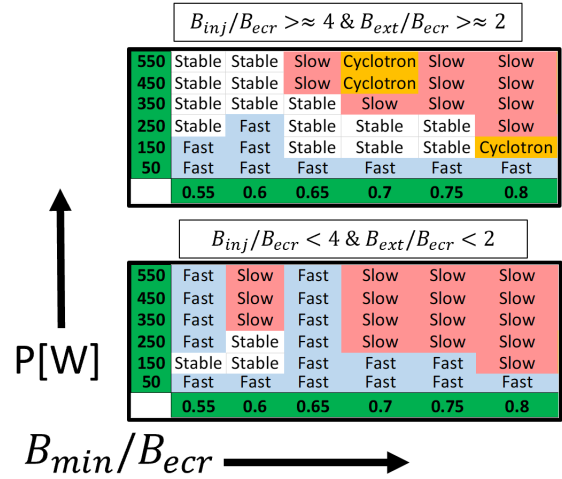 B_inj/B_ecr >≈ 4 & B_ext/B_ecr >≈ 2
550 Stable Stable Slow Cyclotron Slow Slow
450 Stable Stable Slow Cyclotron Slow Slow
350 Stable Stable Stable Slow Slow Slow
250 Stable Fast Stable Stable Stable Slow
150 Fast Fast Stable Stable Stable Cyclotron
50 Fast Fast Fast Fast Fast Fast
0.55 0.6 0.65 0.7 0.75 0.8
B_inj/B_ecr < 4 & B_ext/B_ecr < 2
550 Fast Slow Fast Slow Slow Slow
450 Fast Slow Fast Slow Slow Slow
350 Fast Slow Fast Slow Slow Slow
250 Fast Stable Fast Slow Slow Slow
150 Stable Stable Fast Fast Fast Slow
50 Fast Fast Fast Fast Fast Fast
0.55 0.6 0.65 0.7 0.75 0.8
P[W]
B_min/B_ecr